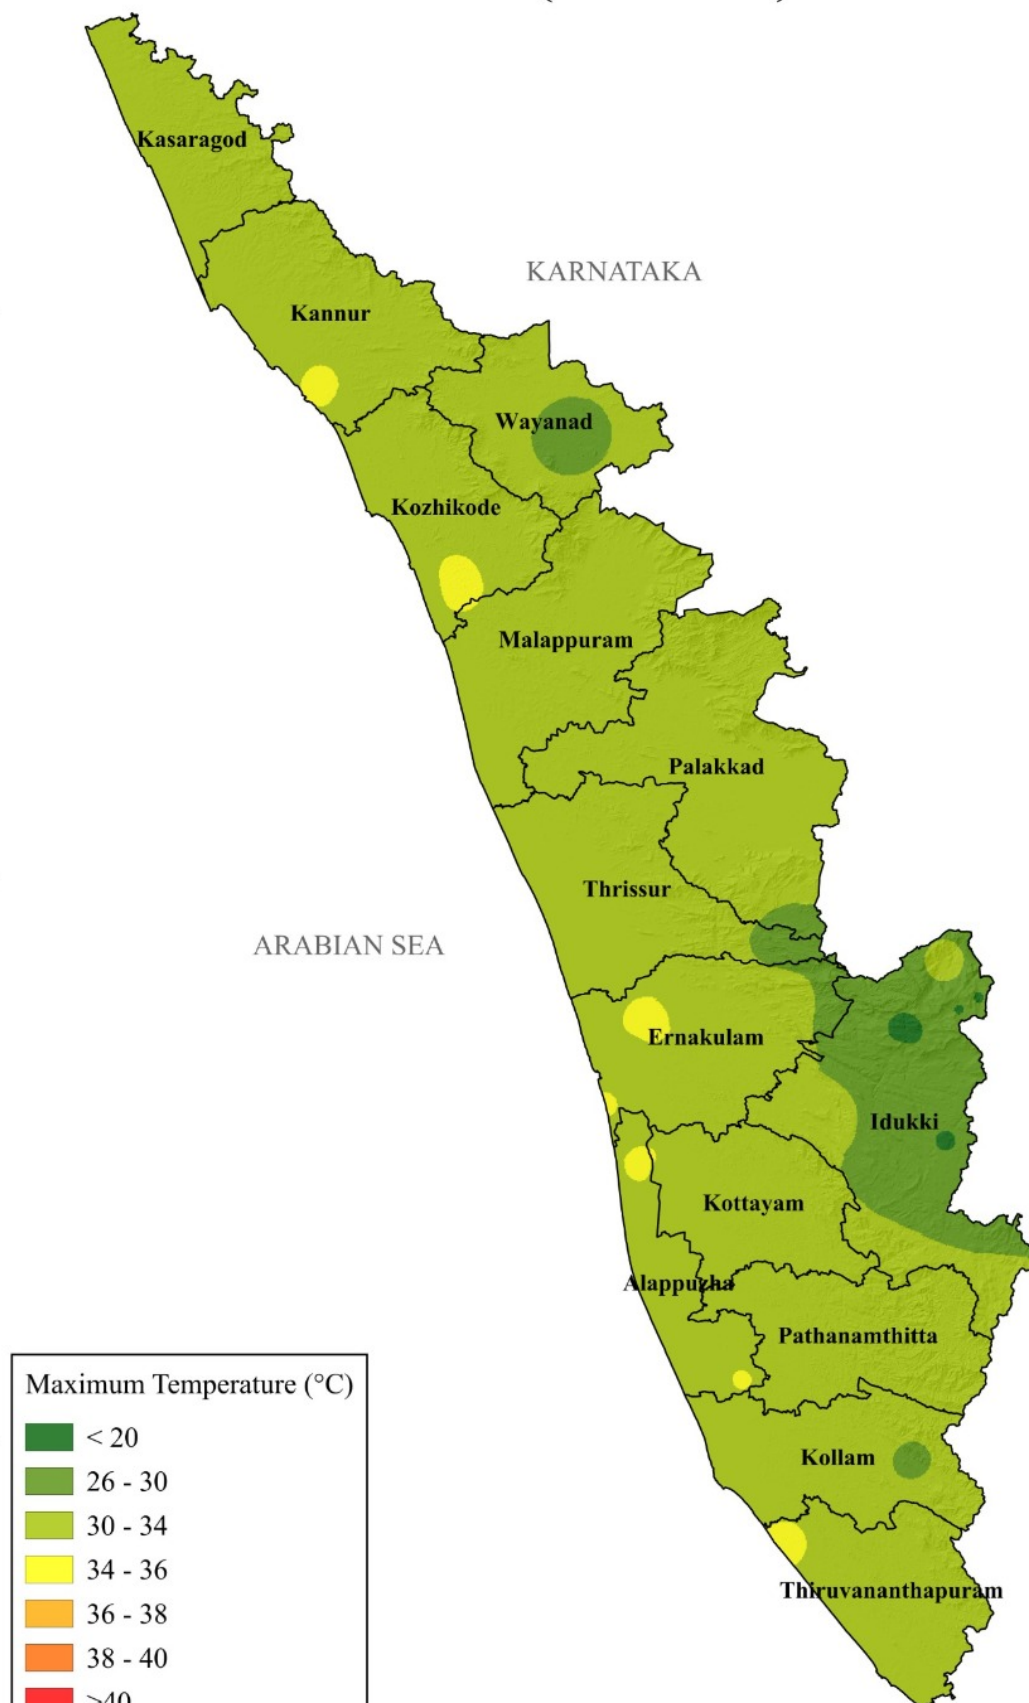 Kasaragod
KARNATAKA
Kannur
Wayanad
Kozhikode
Malappuram
Palakkad
Thrissur
ARABIAN SEA
Ernakulam
Idukki
Kottayam
Alappuzha
Pathanamthitta
Maximum Temperature (°C)
< 20
Kollam
26 - 30
30 - 34
34 - 36
Thiruvananthapuram
36 - 38
38 - 40
>40